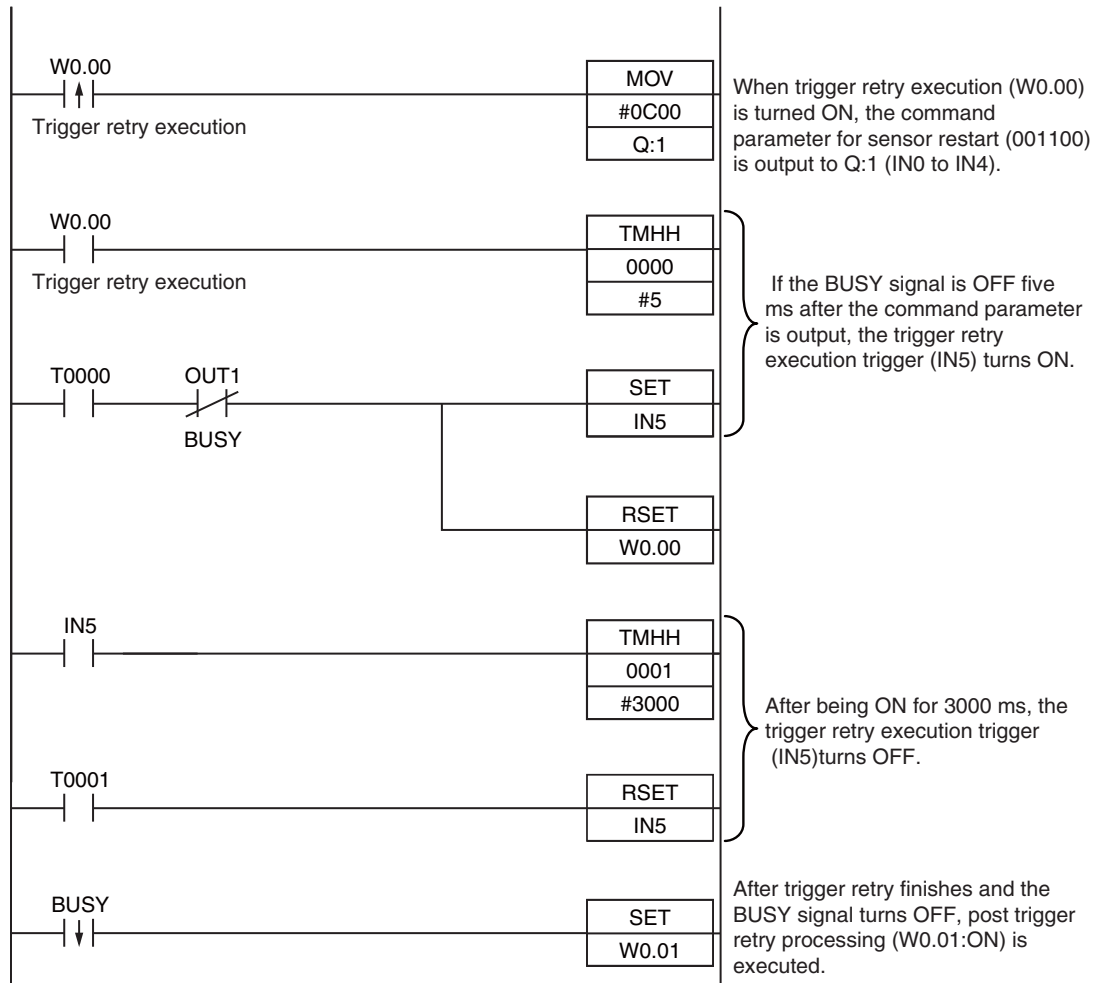 W0.00
Trigger retry execution
MOV
#0C00
Q:1
When trigger retry execution (W0.00)
is turned ON, the command
parameter for sensor restart (001100)
is output to Q:1 (IN0 to IN4).
W0.00
Trigger retry execution
TMHH
0000
#5
If the BUSY signal is OFF five
ms after the command parameter
is output, the trigger retry
execution trigger (IN5) turns ON.
T0000
OUT1
BUSY
SET
IN5
RSET
W0.00
IN5
TMHH
0001
#3000
After being ON for 3000 ms, the
trigger retry execution trigger
(IN5)turns OFF.
T0001
RSET
IN5
BUSY
SET
W0.01
After trigger retry finishes and the
BUSY signal turns OFF, post trigger
retry processing (W0.01:ON) is
executed.